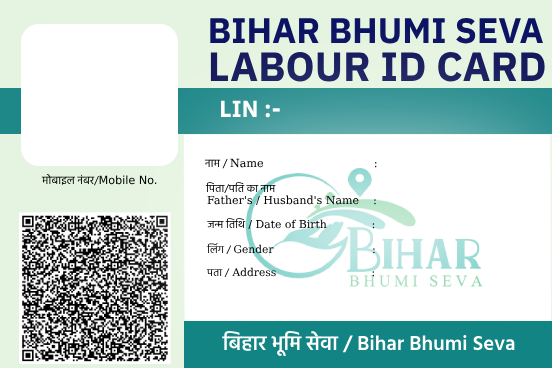 BIHAR BHUMI SEVA
LABOUR ID CARD
LIN :-
मोबाइल नंबर/Mobile No.
नाम / Name :
पिता/पति का नाम
Father's / Husband's Name :
जन्म तिथि / Date of Birth :
लिंग / Gender :
पता / Address :
BIHAR
BHUMI SEVA
बिहार भूमि सेवा / Bihar Bhumi Seva